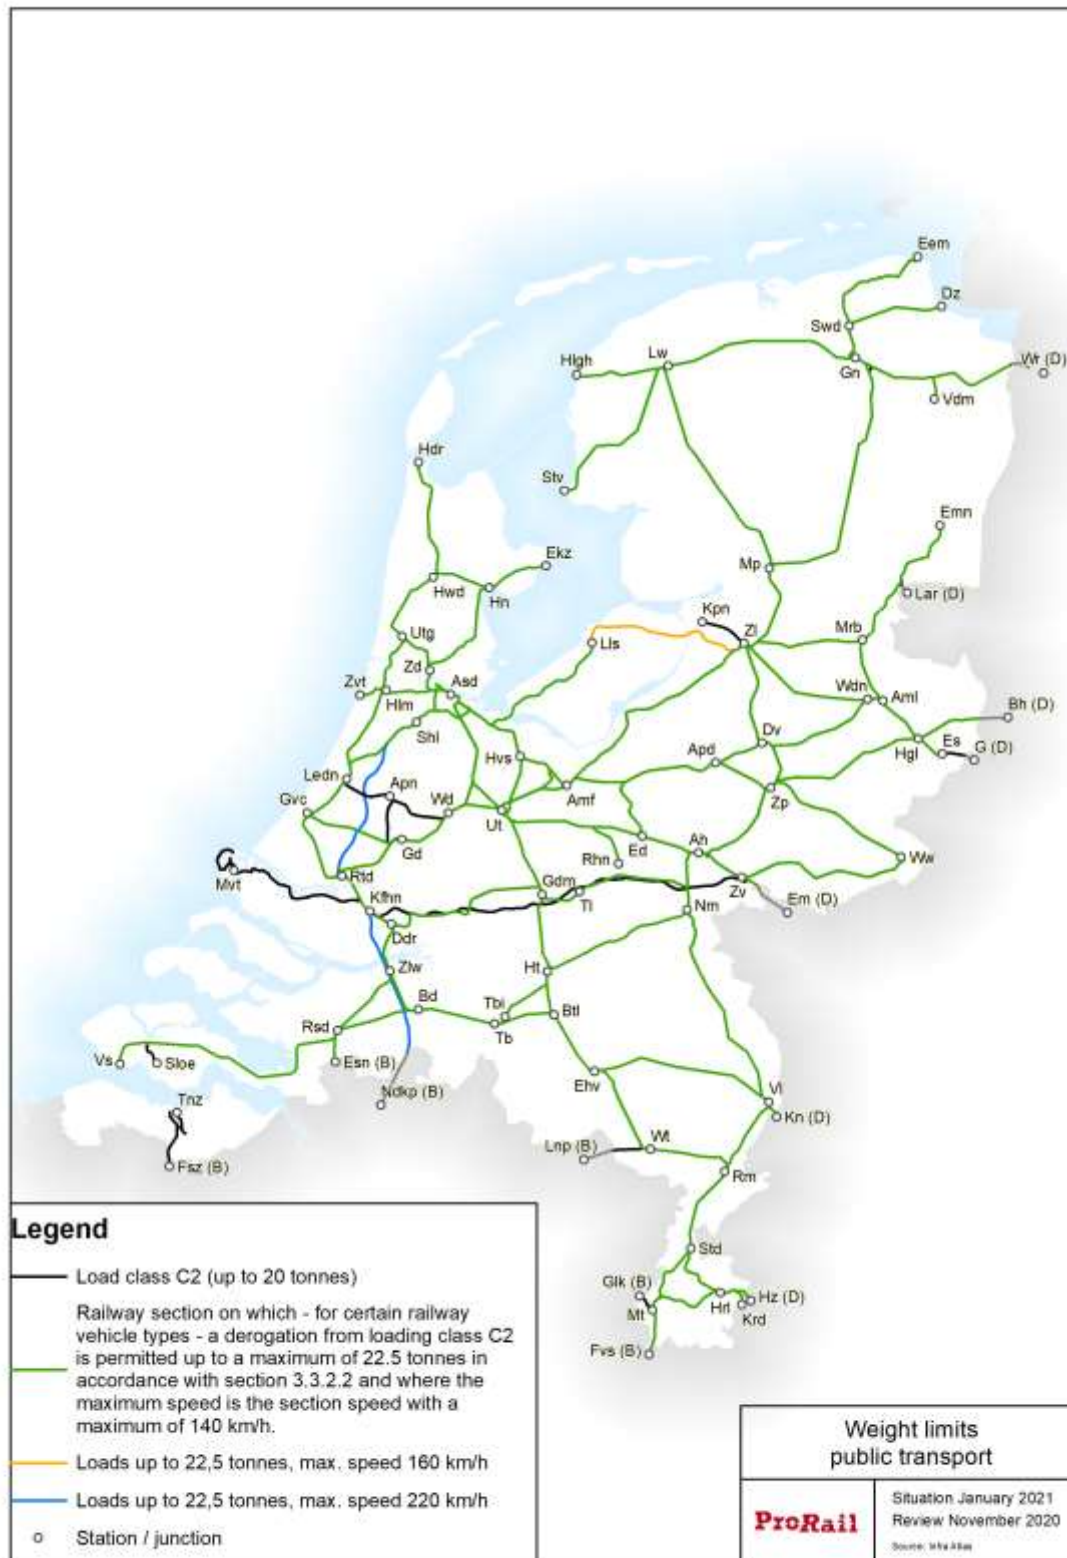 Eem
Dz
Swd
Hlgh
Lw
Gn
Wr (D)
Vdm
Hdr
Stv
Emn
Ekz
Mp
Hwd
Hn
Lar (D)
Kpn
Utg
Zl
Mrb
Lls
Zd
Zvt
Asd
Wdn
Aml
Hlm
Bh (D)
Shl
Dv
Es
G (D)
Hvs
Apd
Hgl
Ledn
Apn
Amf
Zp
Gvc
Wd
Ut
Gd
Ed
Ah
Ww
Rhn
Mvt
Rtd
Gdm
Zv
Kfhn
Tl
Nm
Em (D)
Ddr
Zlw
Ht
Bd
Tbi
Btl
Rsd
Tb
Vs
Sloe
Esn (B)
Ehv
Ndkp (B)
Vl
Tnz
Kn (D)
Lnp (B)
Wt
Fsz (B)
Rm
Std
Glk (B)
Hrl
Hz (D)
Mt
Krd
Fvs (B)
Legend
Load class C2 (up to 20 tonnes)
Railway section on which - for certain railway
vehicle types - a derogation from loading class C2
is permitted up to a maximum of 22.5 tonnes in
accordance with section 3.3.2.2 and where the
maximum speed is the section speed with a
maximum of 140 km/h.
Loads up to 22,5 tonnes, max. speed 160 km/h
Loads up to 22,5 tonnes, max. speed 220 km/h
Station / junction
Weight limits
public transport
ProRail
Situation January 2021
Review November 2020
Source: Infra Atlas